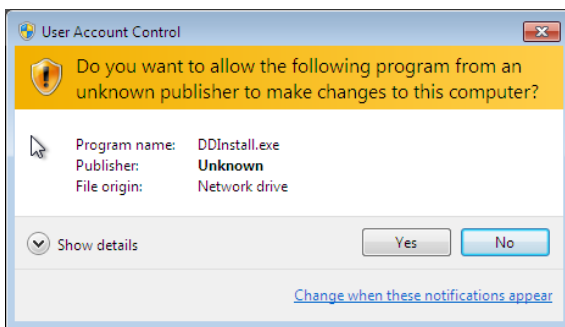 User Account Control
Do you want to allow the following program from an
unknown publisher to make changes to this computer?
Program name: DDInstall.exe
Publisher: Unknown
File origin: Network drive
Show details
Yes No
Change when these notifications appear